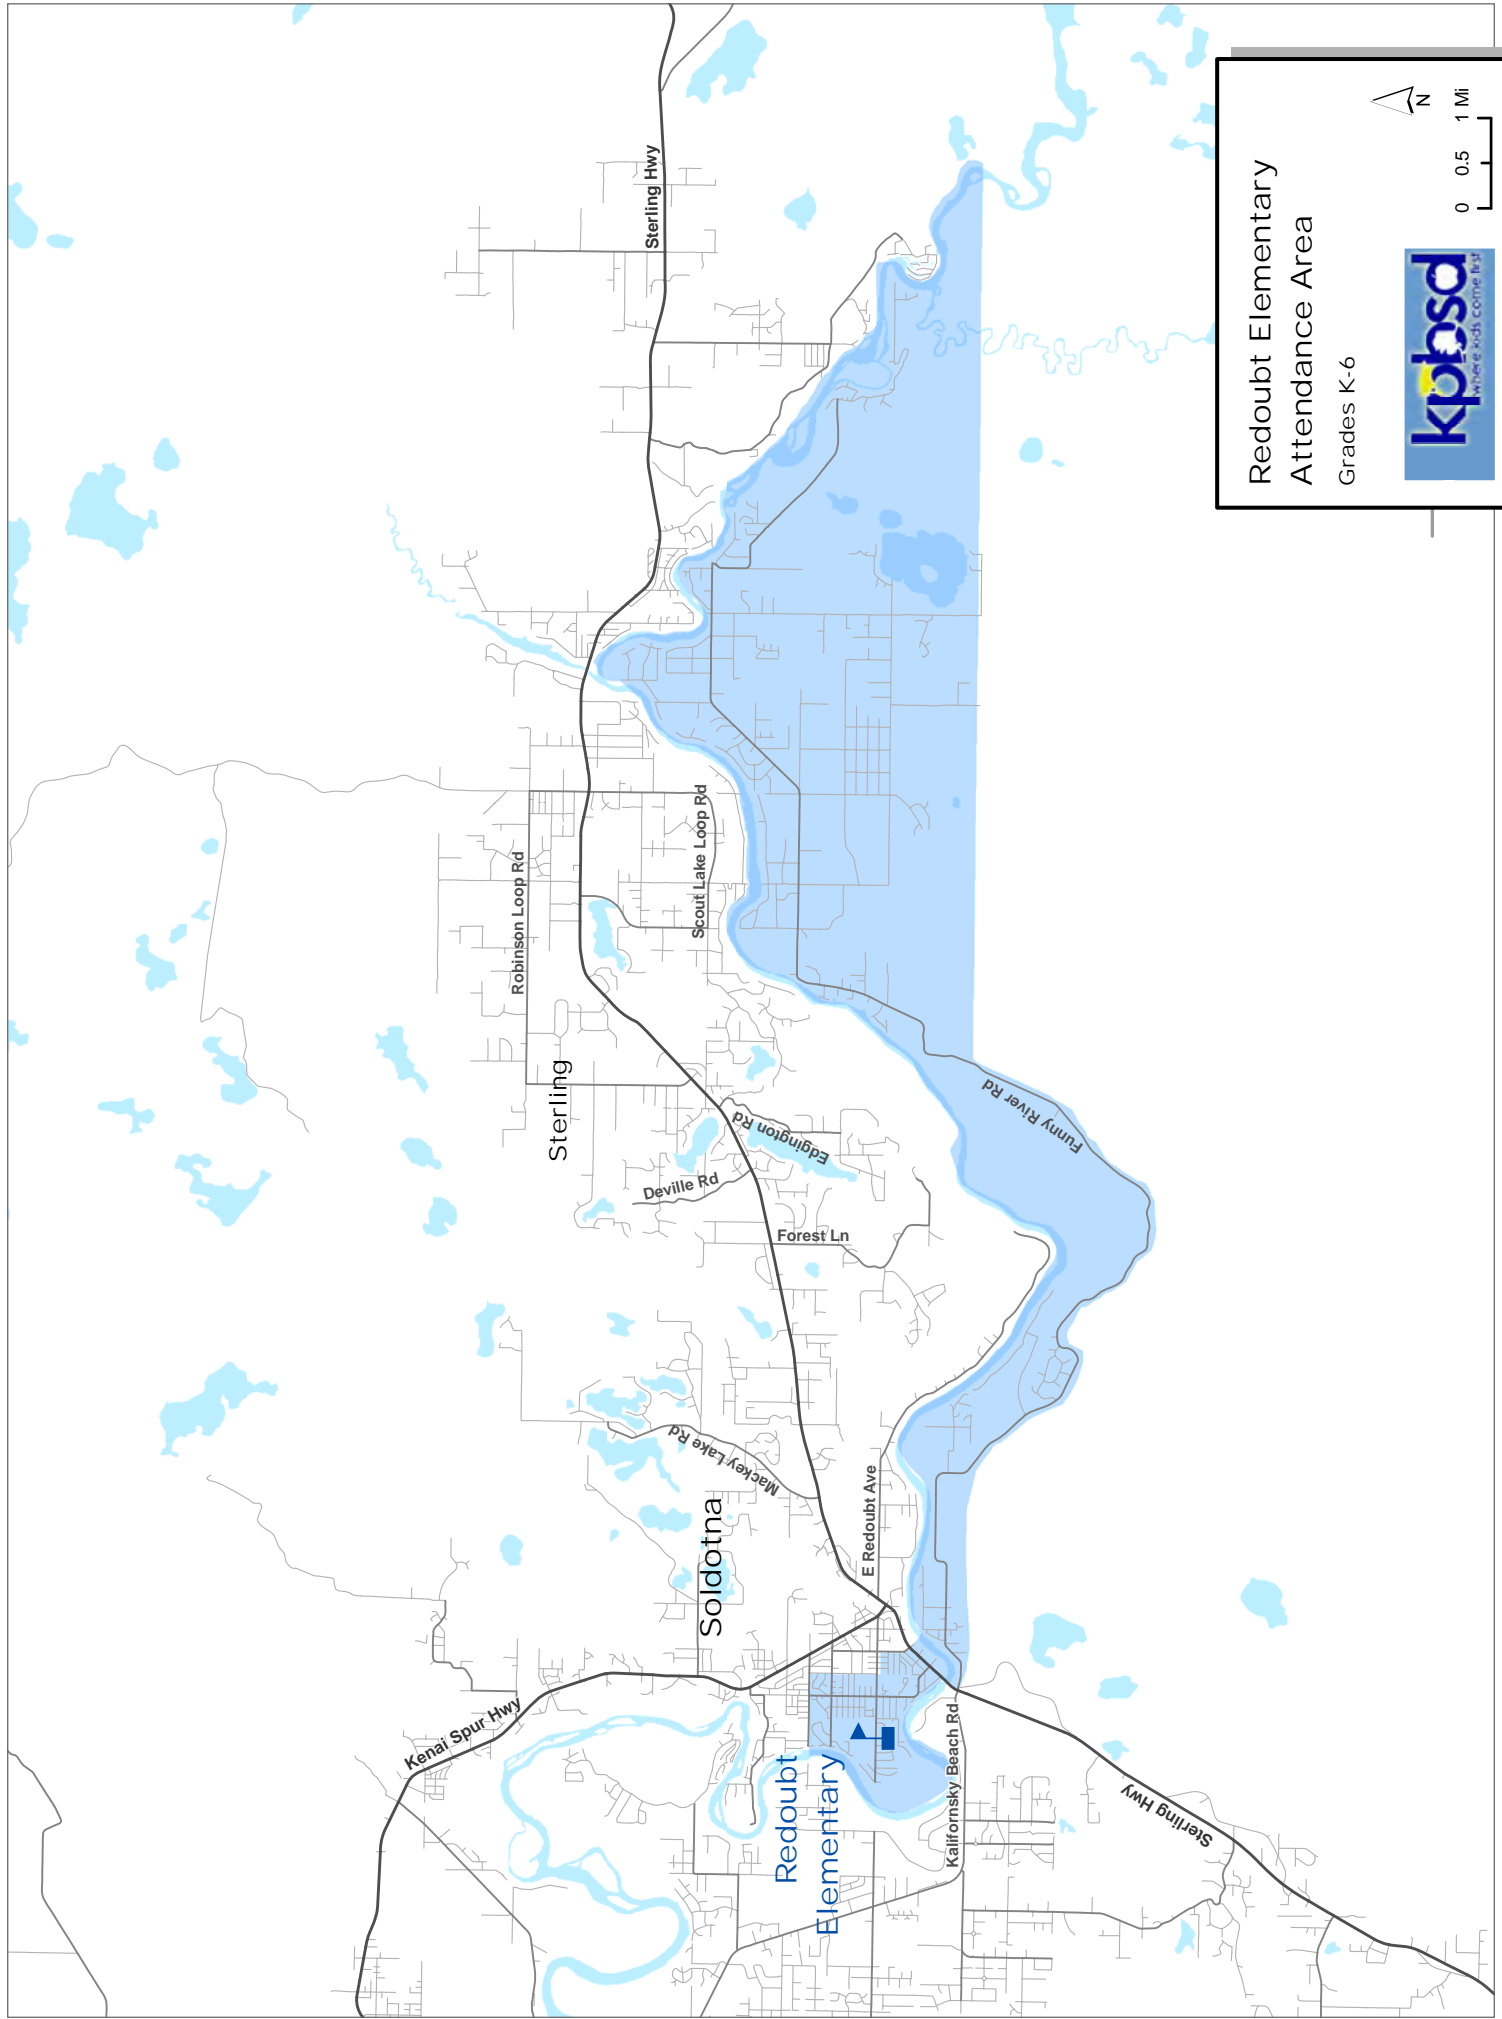 Redoubt Elementary
Attendance Area
Grades K-6
N
0 0.5 1 Mi
kpbsd
where kids come first
Sterling Hwy
Robinson Loop Rd
Scout Lake Loop Rd
Sterling
Edgington Rd
Deville Rd
Forest Ln
Funny River Rd
Mackey Lake Rd
Soldotna
E Redoubt Ave
Kenai Spur Hwy
Redoubt
Elementary
Kalifornsky Beach Rd
Sterling Hwy